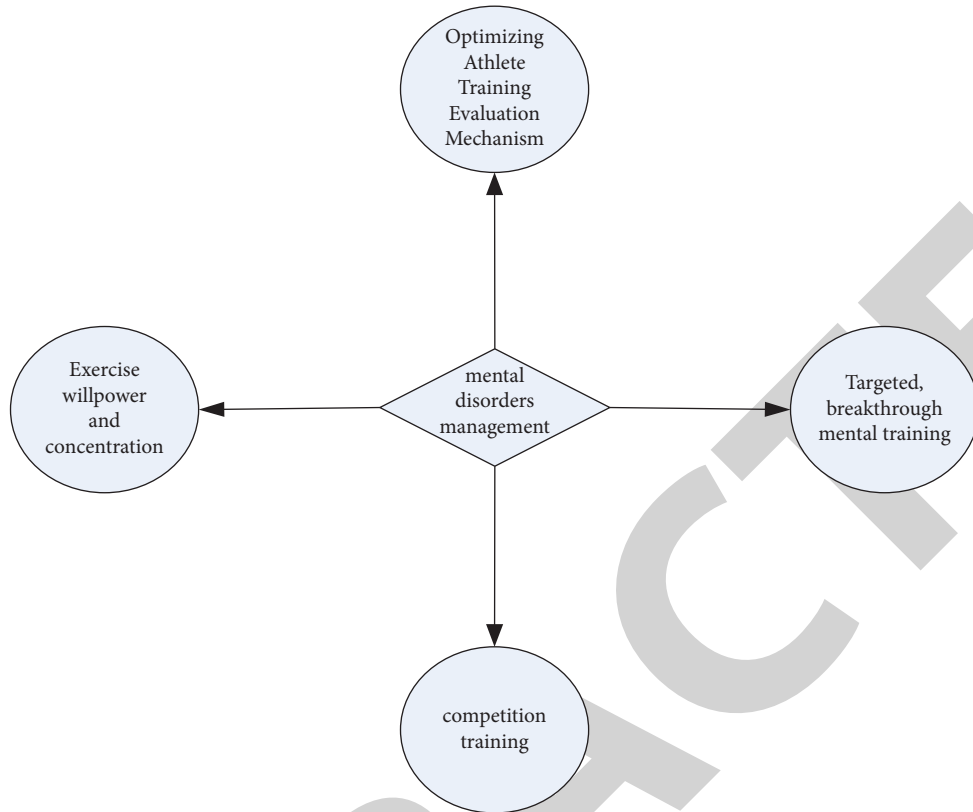 Optimizing
Athlete
Training
Evaluation
Mechanism
Exercise
willpower
and
concentration
mental
disorders
management
Targeted,
breakthrough
mental training
competition
training